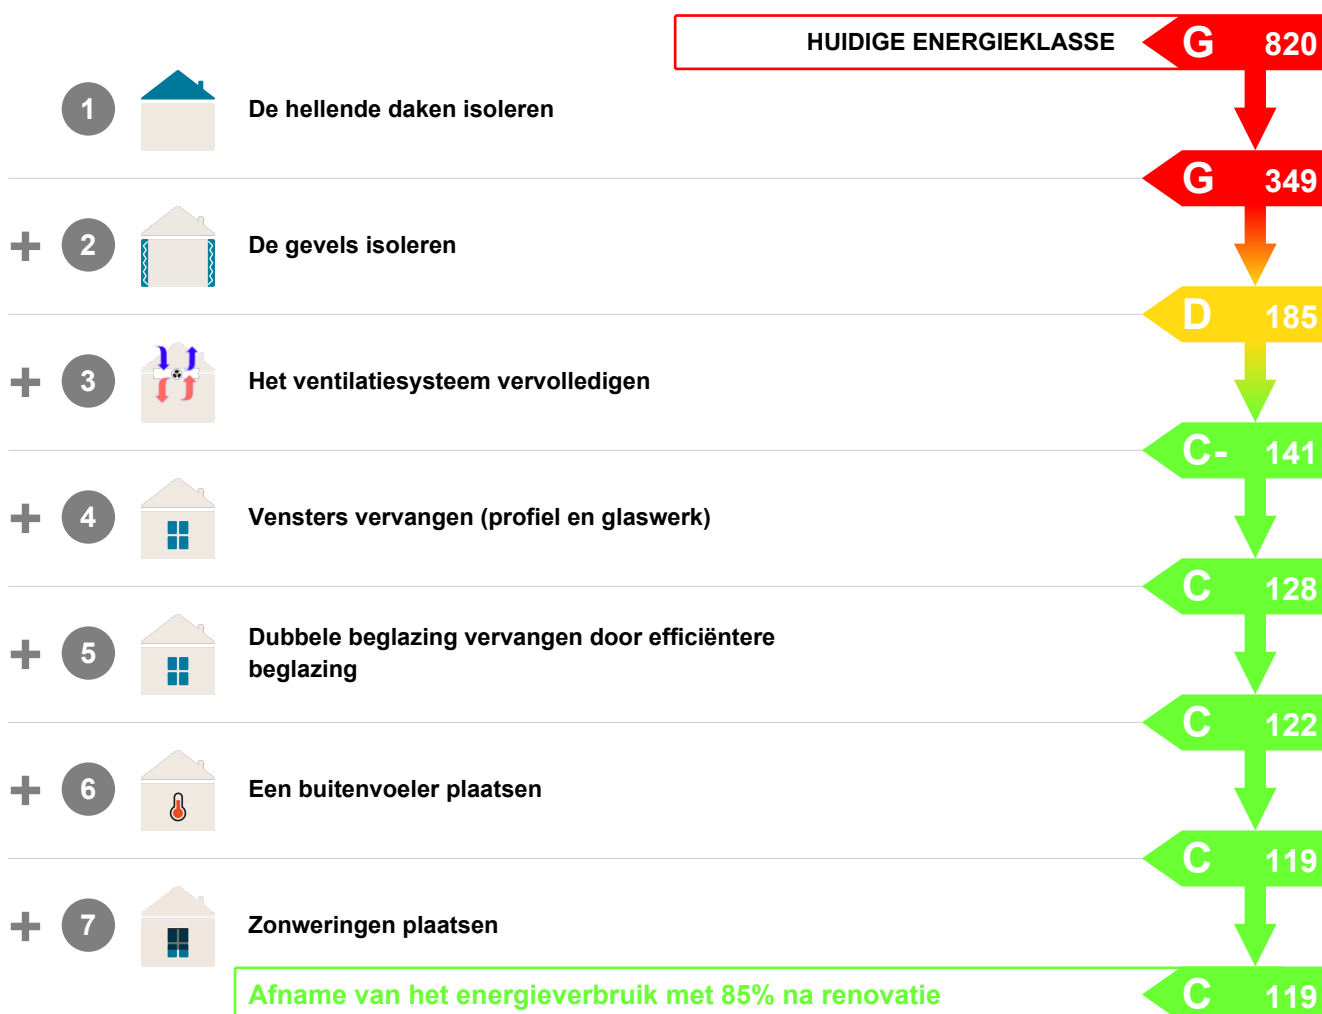 HUIDIGE ENERGIEKLASSE G 820
1 De hellende daken isoleren
G 349
+ 2 De gevels isoleren
D 185
+ 3 Het ventilatiesysteem vervolledigen
C- 141
+ 4 Vensters vervangen (profiel en glaswerk)
C 128
+ 5 Dubbele beglazing vervangen door efficiëntere
beglazing
C 122
+ 6 Een buitenvoeler plaatsen
C 119
+ 7 Zonweringen plaatsen
Afname van het energieverbruik met 85% na renovatie C 119